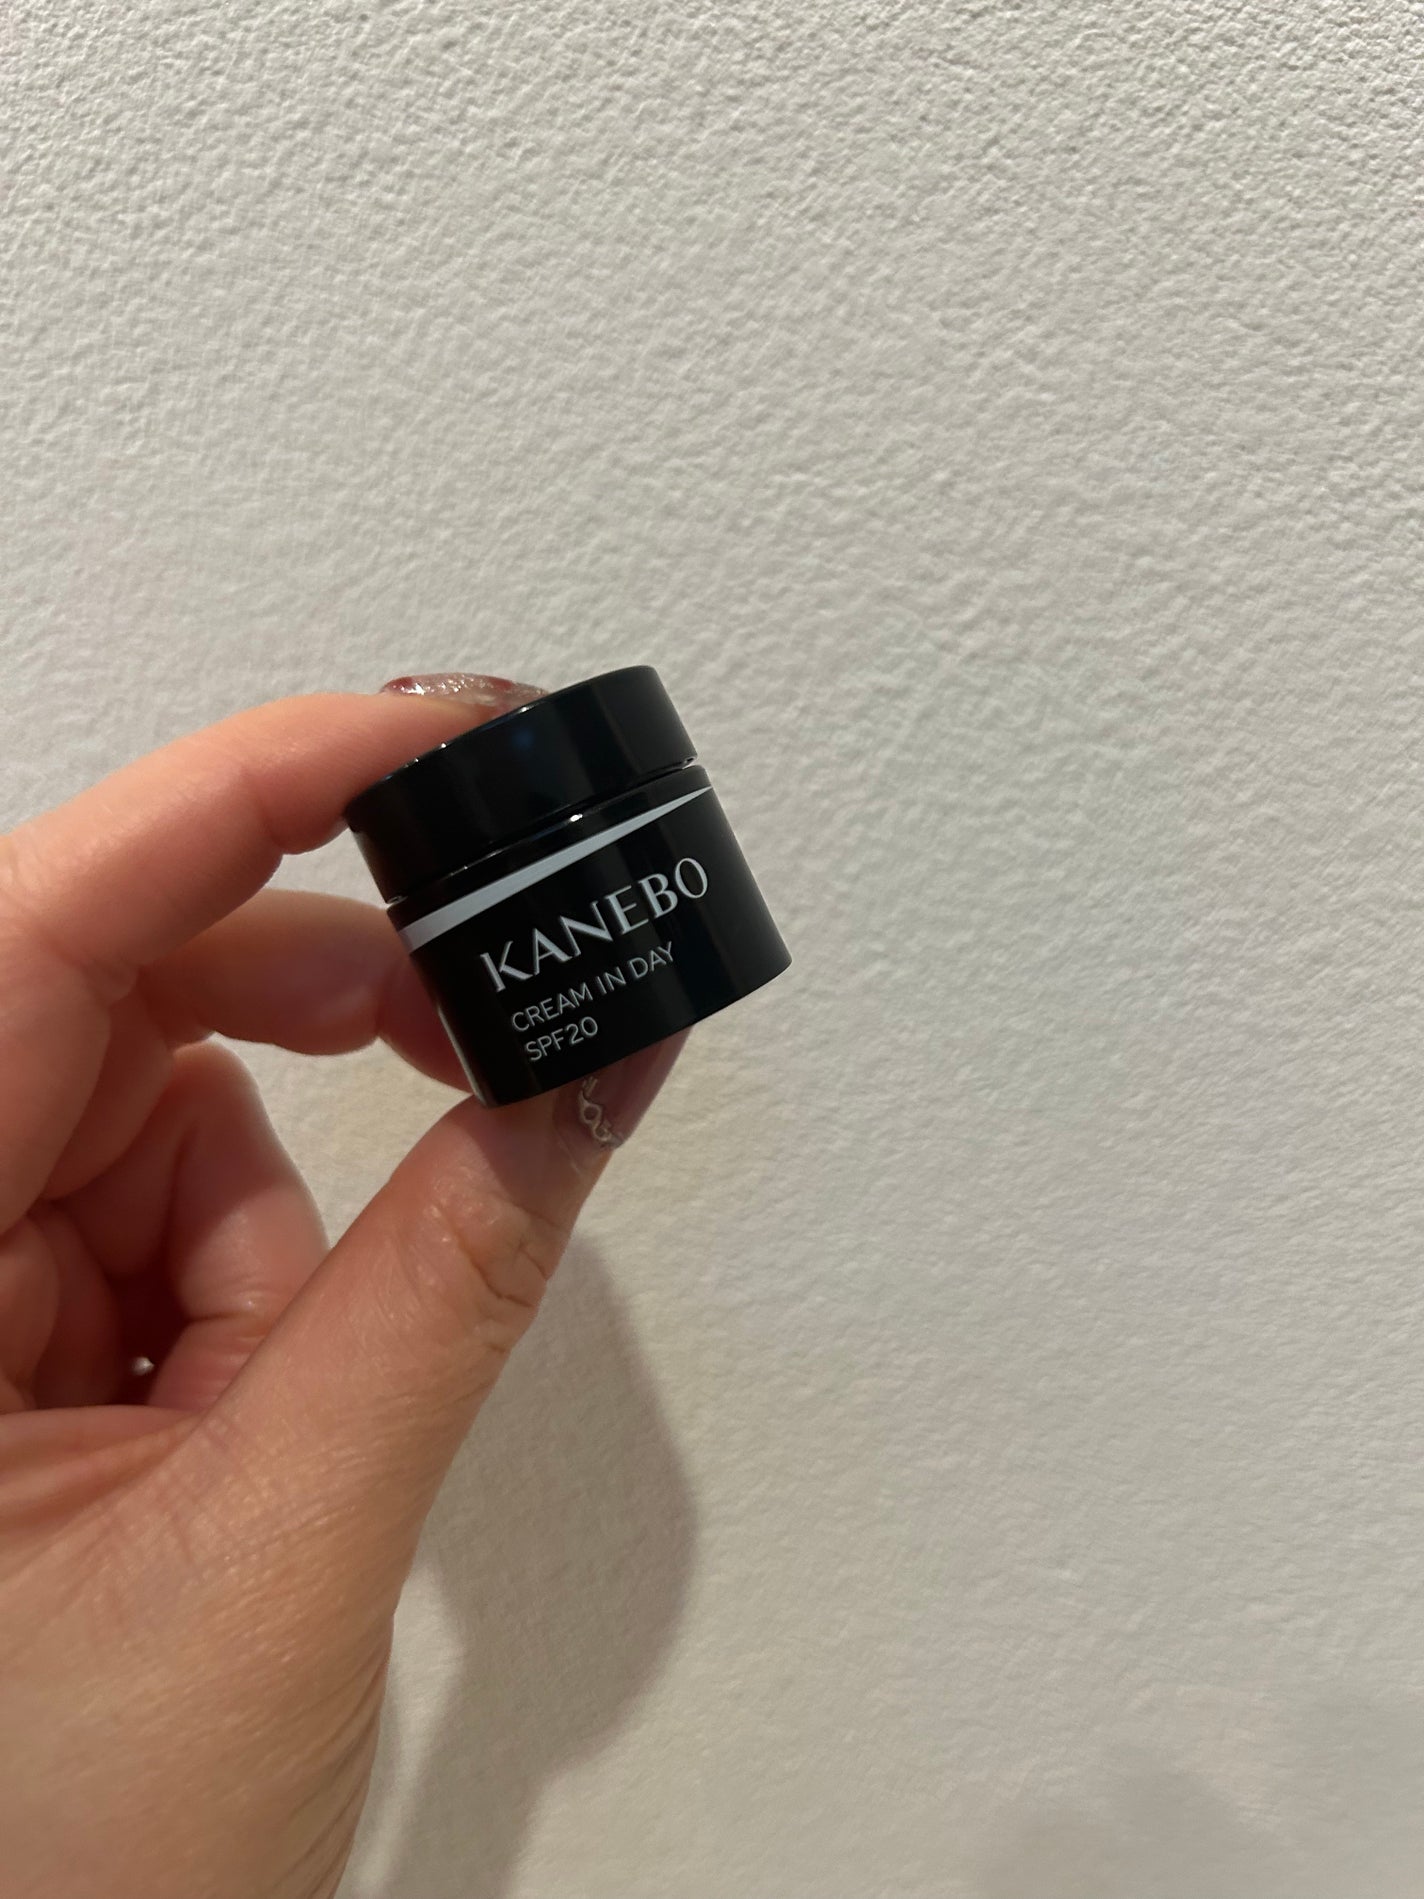 KANEBO
CREAM IN DAY
SPF20